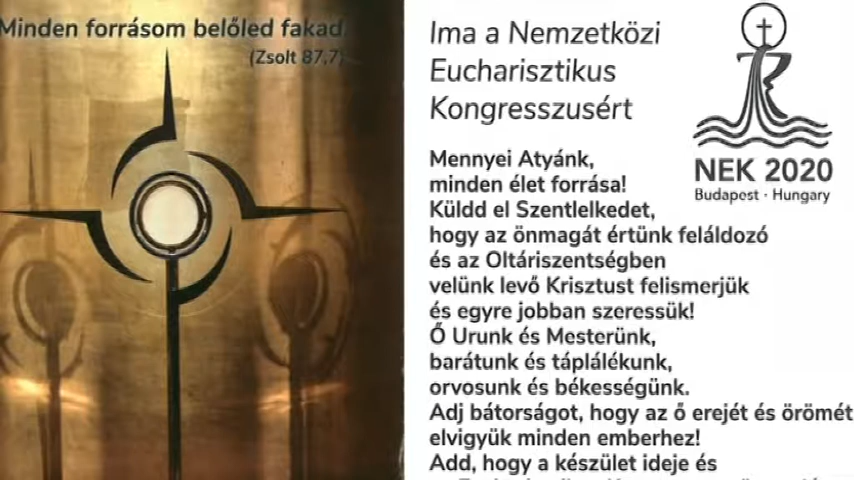 Minden forrásom belőled fakad.
(Zsolt 87,7)
Ima a Nemzetközi
Eucharisztikus
Kongresszusért
NEK 2020
Budapest · Hungary
Mennyei Atyánk,
minden élet forrása!
Küldd el Szentlelkedet,
hogy az önmagát értünk feláldozó
és az Oltáriszentségben
velünk levő Krisztust felismerjük
és egyre jobban szeressük!
Ő Urunk és Mesterünk,
barátunk és táplálékunk,
orvosunk és békességünk.
Adj bátorságot, hogy az ő erejét és örömét
elvigyük minden emberhez!
Add, hogy a készület ideje és